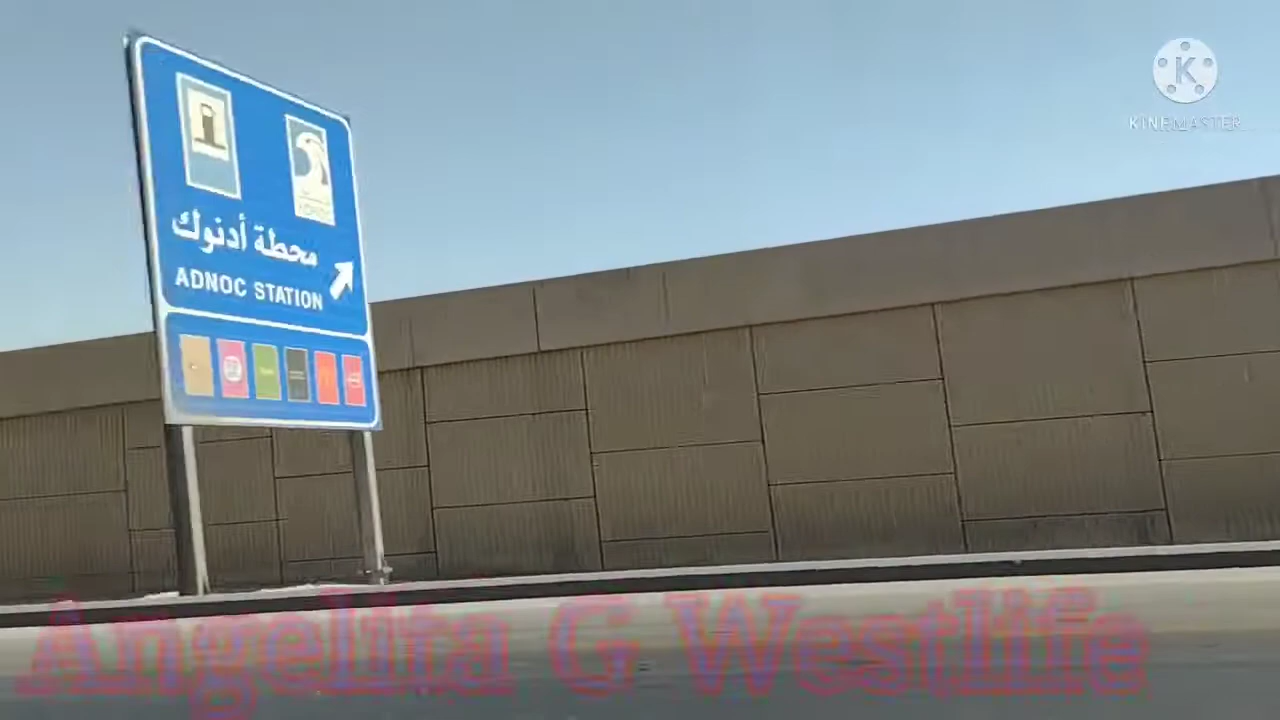 محطة أدنوك
ADNOC STATION
K
KINEMASTER
Angelita G Westlife